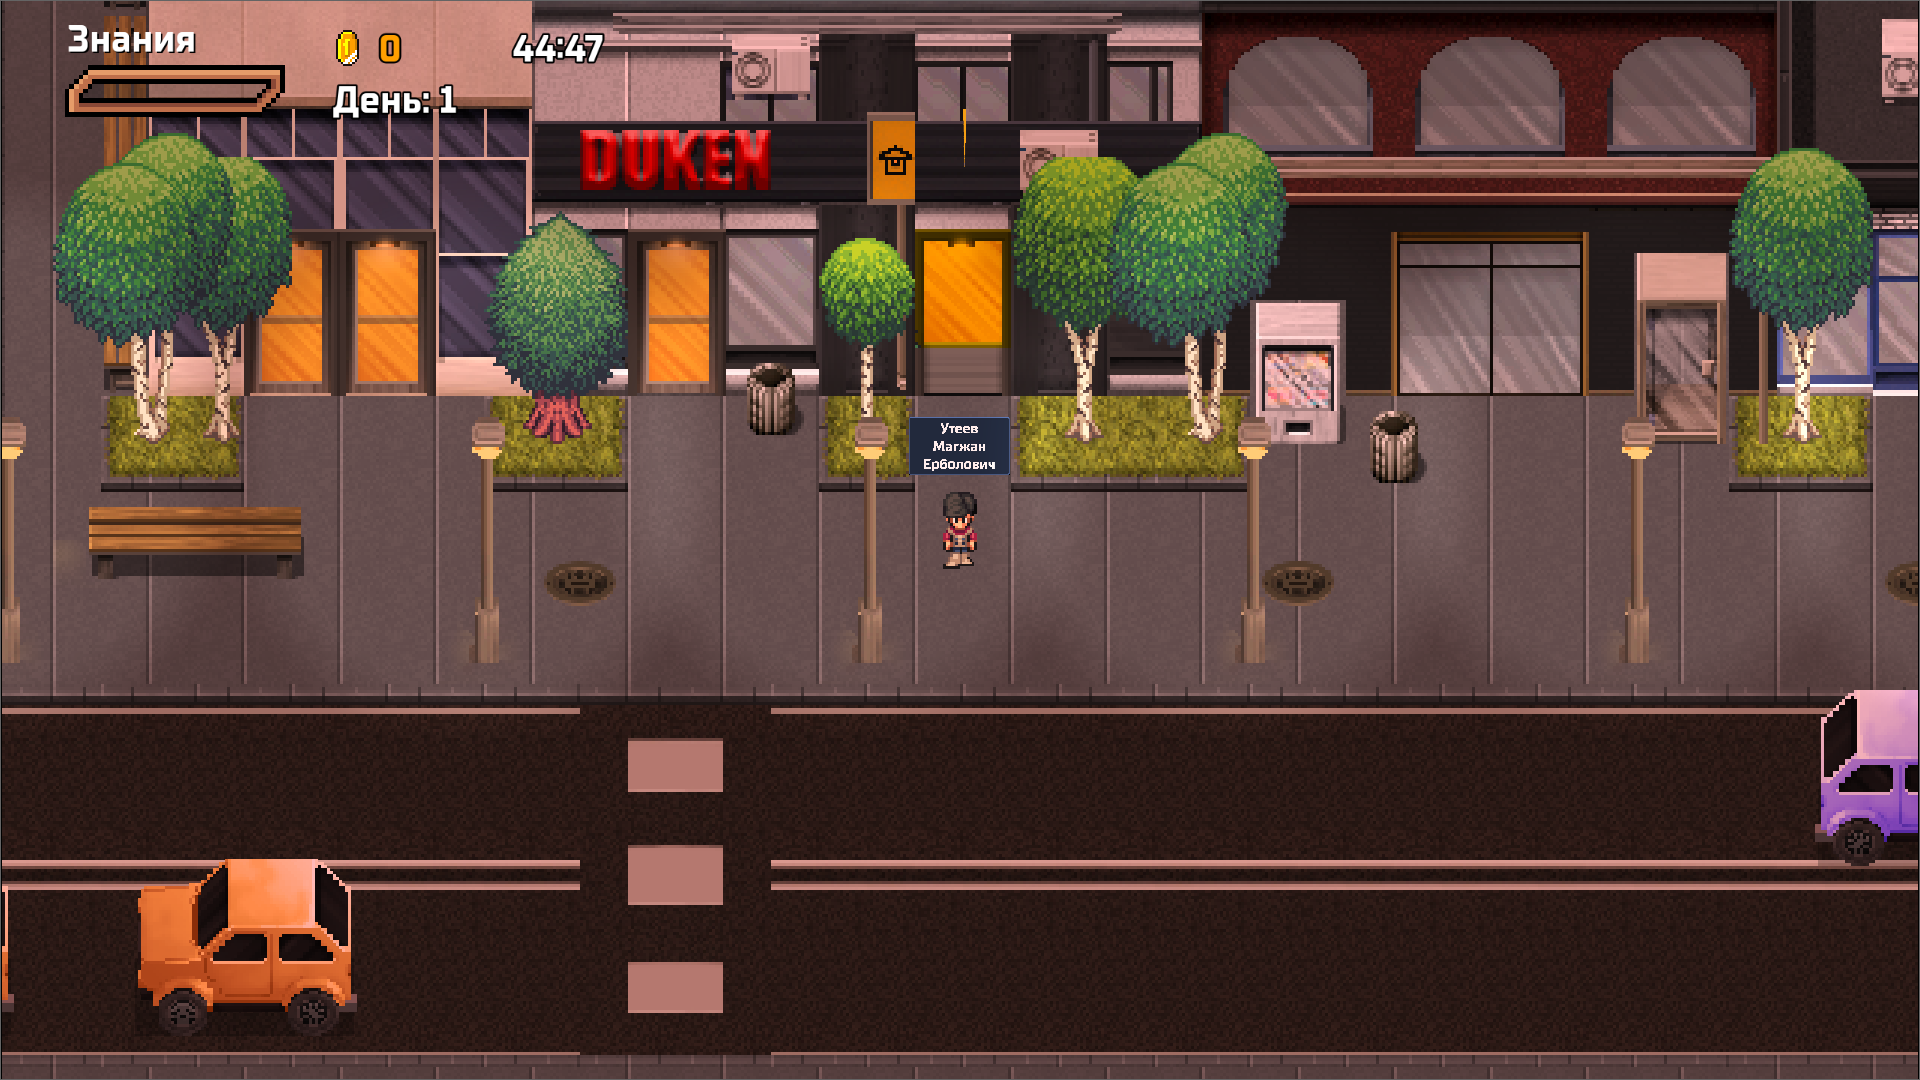 Знания
0
44:47
День: 1
DUKEN
Утеев
Магжан
Ерболович